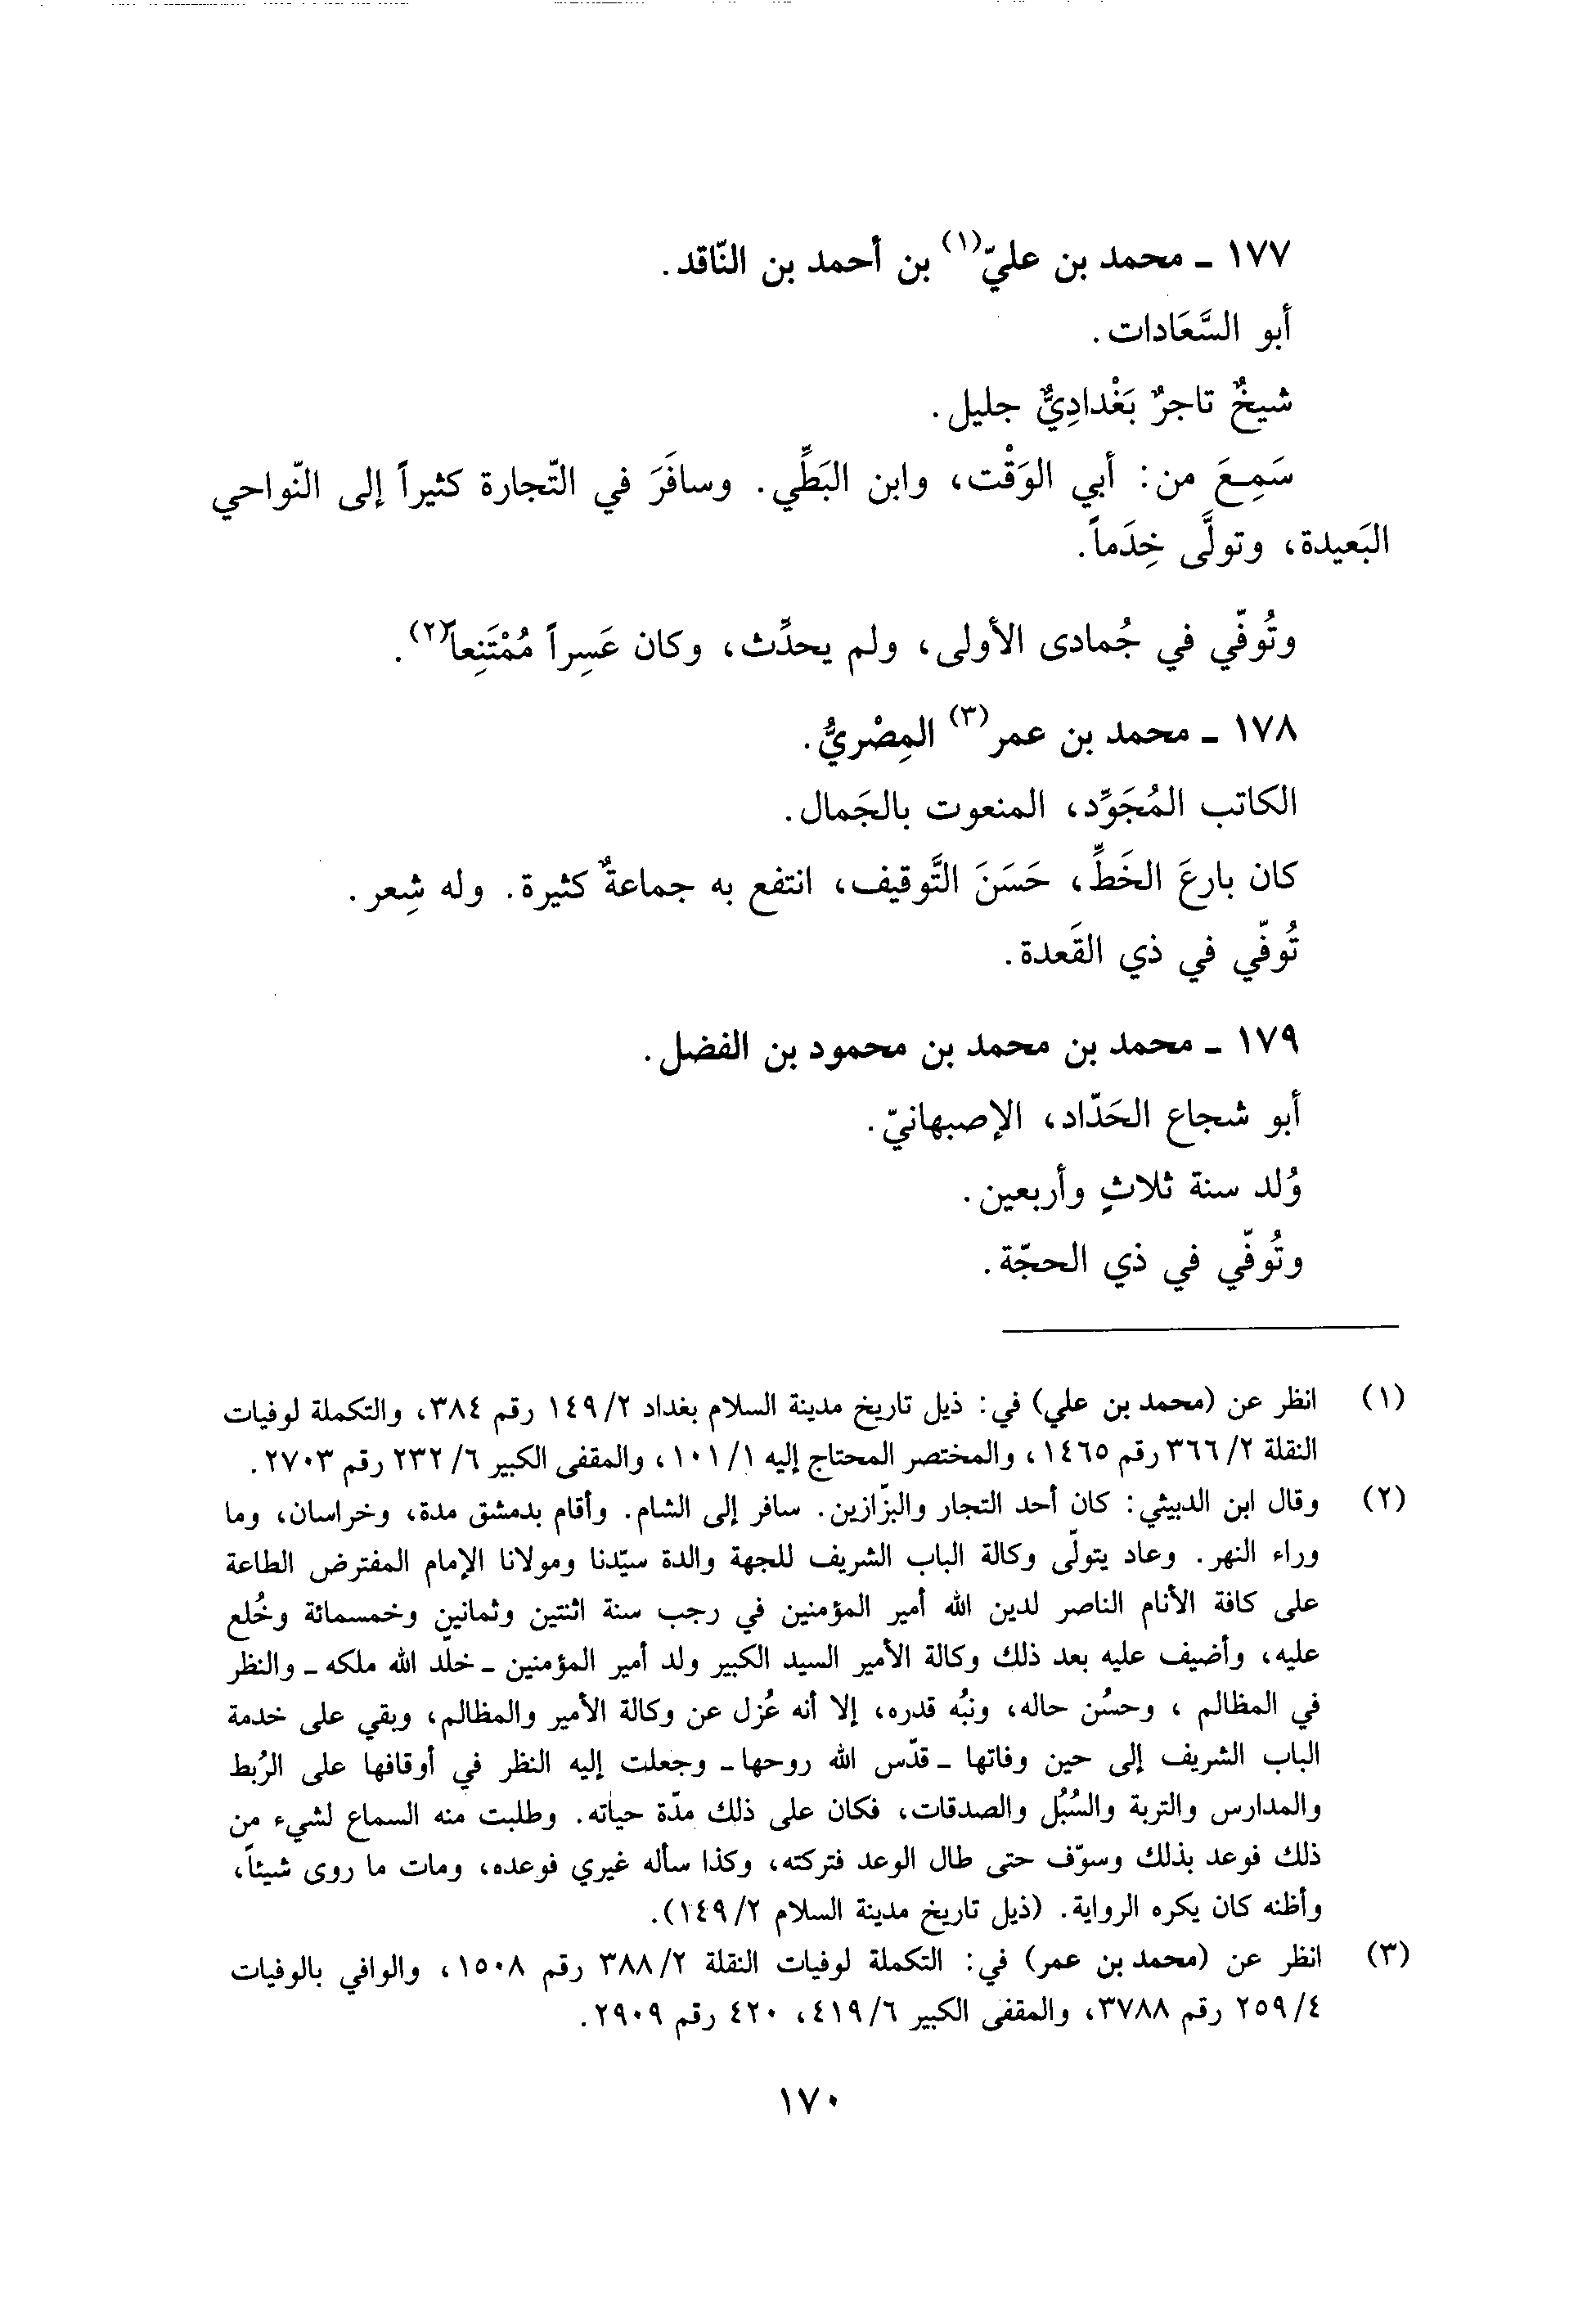 ١٧٧ ـ محمد بن عليّ(١) بن أحمد بن النّاقد.
أبو السَّعَادات.
شيخٌ تاجرٌ بَغْدادِيٌّ جليل.
سَمِعَ من: أبي الوَقْت، وابن البَطِّي. وسافَرَ في التّجارة كثيراً إلى النّواحي
البَعيدة، وتولَّى خِدَماً.
وتُوفّي في جُمادى الأولى، ولم يحدِّث، وكان عَسِراً مُمْتَنِعاً(٢).
١٧٨ ـ محمد بن عمر(٣) المِصْريُّ.
الكاتب المُجَوِّد، المنعوت بالجَمال.
كان بارعَ الخَطِّ، حَسَنَ التَّوقيف، انتفع به جماعةٌ كثيرة. وله شِعر.
تُوفّي في ذي القَعدة.
١٧٩ ـ محمد بن محمد بن محمود بن الفضل.
أبو شجاع الحَدّاد، الإصبهانيّ.
وُلد سنة ثلاثٍ وأربعين.
وتُوفّي في ذي الحجّة.
(١) انظر عن (محمد بن علي) في: ذيل تاريخ مدينة السلام بغداد ١٤٩/٢ رقم ٣٨٤، والتكملة لوفيات
النقلة ٣٦٦/٢ رقم ١٤٦٥، والمختصر المحتاج إليه ١٠١/١، والمقفى الكبير ٢٣٢/٦ رقم ٢٧٠٣.
(٢) وقال ابن الدبيثي: كان أحد التجار والبزّازين. سافر إلى الشام. وأقام بدمشق مدة، وخراسان، وما
وراء النهر. وعاد يتولّى وكالة الباب الشريف للجهة والدة سيّدنا ومولانا الإمام المفترض الطاعة
على كافة الأنام الناصر لدين الله أمير المؤمنين في رجب سنة اثنتين وثمانين وخمسمائة وخُلع
عليه، وأضيف عليه بعد ذلك وكالة الأمير السيد الكبير ولد أمير المؤمنين ـ خلّد الله ملكه ـ والنظر
في المظالم ، وحسُن حاله، ونبُه قدره، إلا أنه عُزل عن وكالة الأمير والمظالم، وبقي على خدمة
الباب الشريف إلى حين وفاتها ـ قدّس الله روحها ـ وجعلت إليه النظر في أوقافها على الرُبط
والمدارس والتربة والسُبُل والصدقات، فكان على ذلك مدّة حياته. وطلبت منه السماع لشيء من
ذلك فوعد بذلك وسوّف حتى طال الوعد فتركته، وكذا سأله غيري فوعده، ومات ما روى شيئاً،
وأظنه كان يكره الرواية. (ذيل تاريخ مدينة السلام ١٤٩/٢).
(٣) انظر عن (محمد بن عمر) في: التكملة لوفيات النقلة ٣٨٨/٢ رقم ١٥٠٨، والوافي بالوفيات
٢٥٩/٤ رقم ٣٧٨٨، والمقفى الكبير ٤١٩/٦، ٤٢٠ رقم ٢٩٠٩.
١٧٠